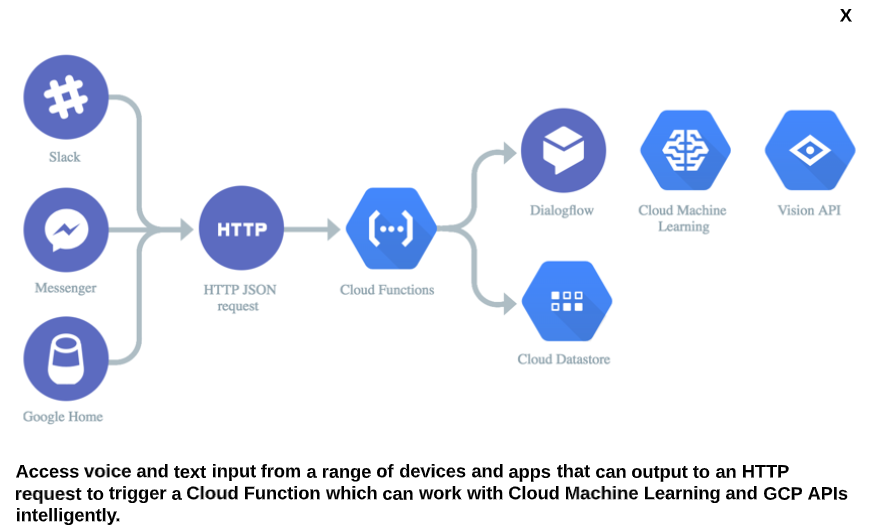 X
Slack
Messenger
Google Home
HTTP
HTTP JSON
request
Cloud Functions
Dialogflow
Cloud Machine
Learning
Vision API
Cloud Datastore
Access voice and text input from a range of devices and apps that can output to an HTTP
request to trigger a Cloud Function which can work with Cloud Machine Learning and GCP APIs
intelligently.